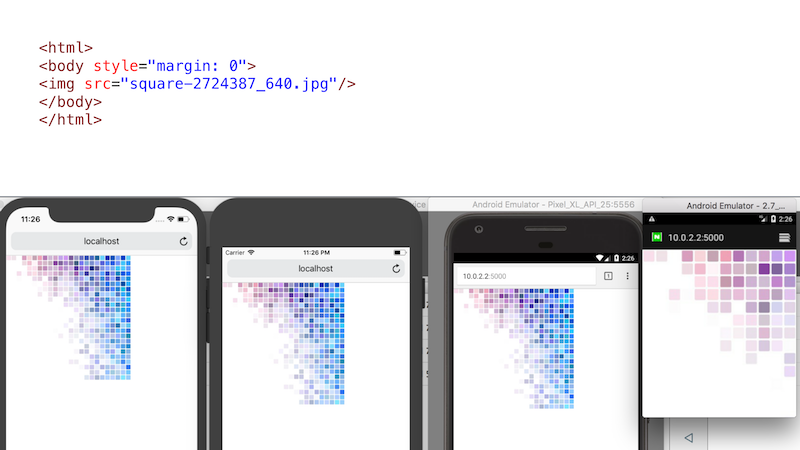 <html>
<body style="margin: 0">
<img src="square-2724387_640.jpg"/>
</body>
</html>
vice
Android Emulator - Pixel_XL_API_25:5556
Android Emulator - 2.7_...
11:26
localhost
Carrier
11:26 PM
localhost
2:26
10.0.2.2:5000
1
2:26
N
10.0.2.2:5000